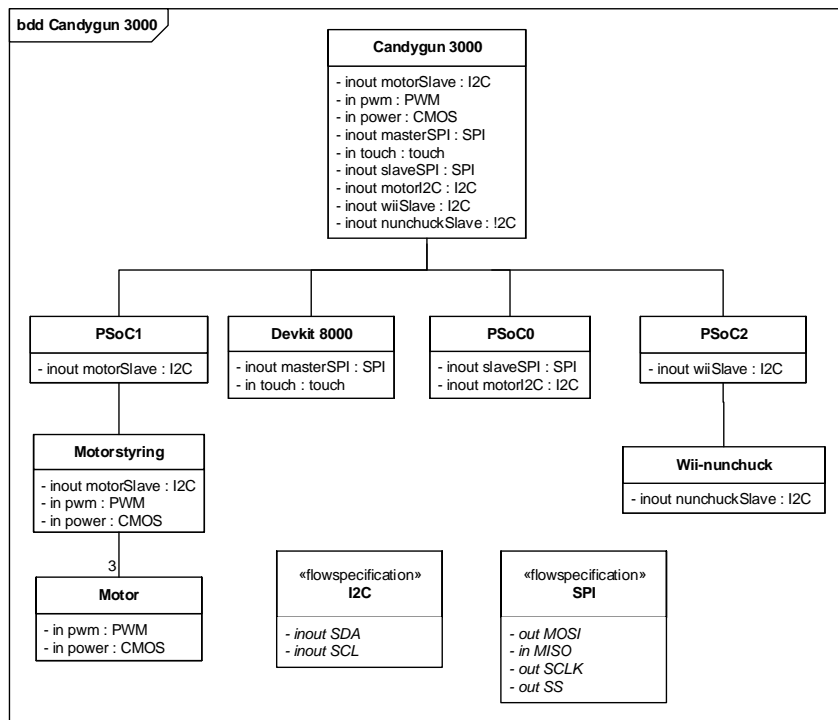 bdd Candygun 3000
Candygun 3000
- inout motorSlave : I2C
- in pwm : PWM
- in power : CMOS
- inout masterSPI : SPI
- in touch : touch
- inout slaveSPI : SPI
- inout motorI2C : I2C
- inout wiiSlave : I2C
- inout nunchuckSlave : !2C
PSoC1
- inout motorSlave : I2C
Devkit 8000
- inout masterSPI : SPI
- in touch : touch
PSoC0
- inout slaveSPI : SPI
- inout motorI2C : I2C
PSoC2
- inout wiiSlave : I2C
Motorstyring
- inout motorSlave : I2C
- in pwm : PWM
- in power : CMOS
Wii-nunchuck
- inout nunchuckSlave : I2C
3
Motor
- in pwm : PWM
- in power : CMOS
«flowspecification»
I2C
- inout SDA
- inout SCL
«flowspecification»
SPI
- out MOSI
- in MISO
- out SCLK
- out SS